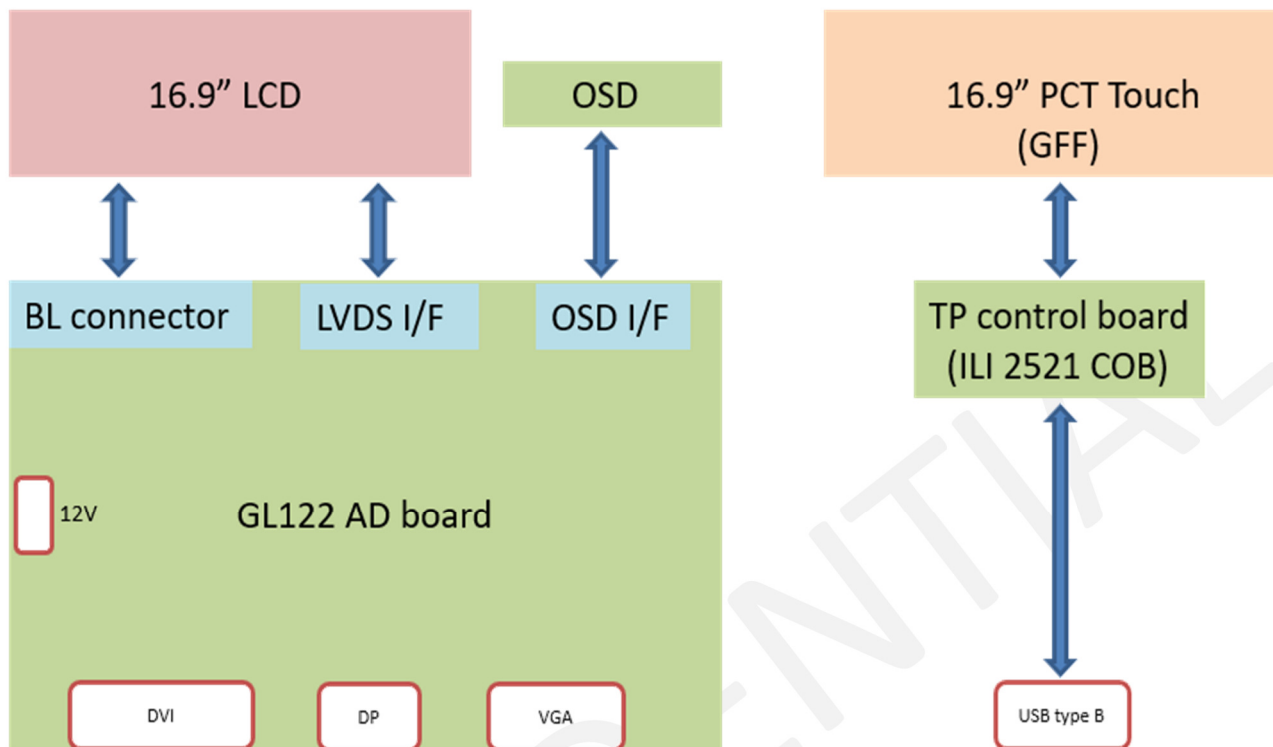 16.9” LCD
OSD
16.9” PCT Touch
(GFF)
BL connector
LVDS I/F
OSD I/F
TP control board
(ILI 2521 COB)
12V
GL122 AD board
DVI
DP
VGA
USB type B
ENTIAL